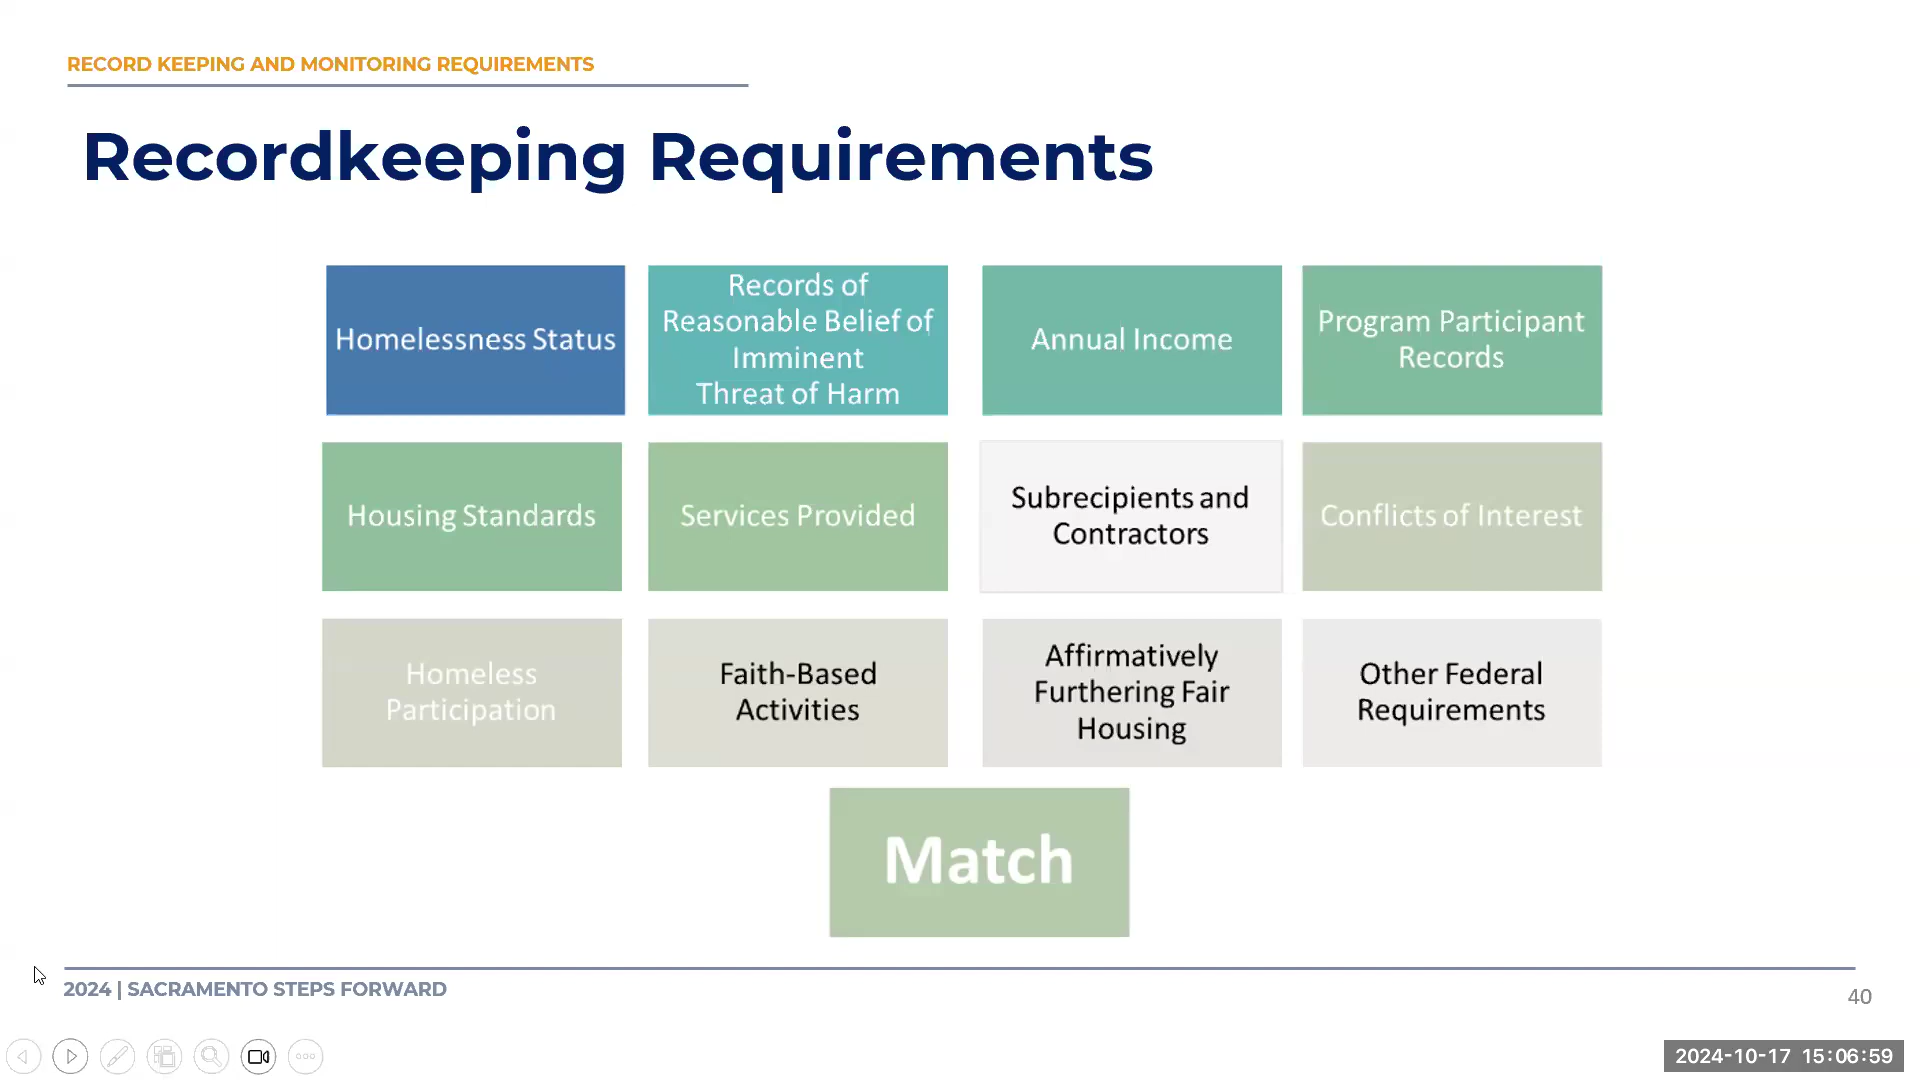 RECORD KEEPING AND MONITORING REQUIREMENTS
Recordkeeping Requirements
Homelessness Status
Records of
Reasonable Belief of
Imminent
Threat of Harm
Annual Income
Program Participant
Records
Housing Standards
Services Provided
Subrecipients and
Contractors
Conflicts of Interest
Homeless
Participation
Faith-Based
Activities
Affirmatively
Furthering Fair
Housing
Other Federal
Requirements
Match
2024 | SACRAMENTO STEPS FORWARD
40
2024-10-17 15:06:59